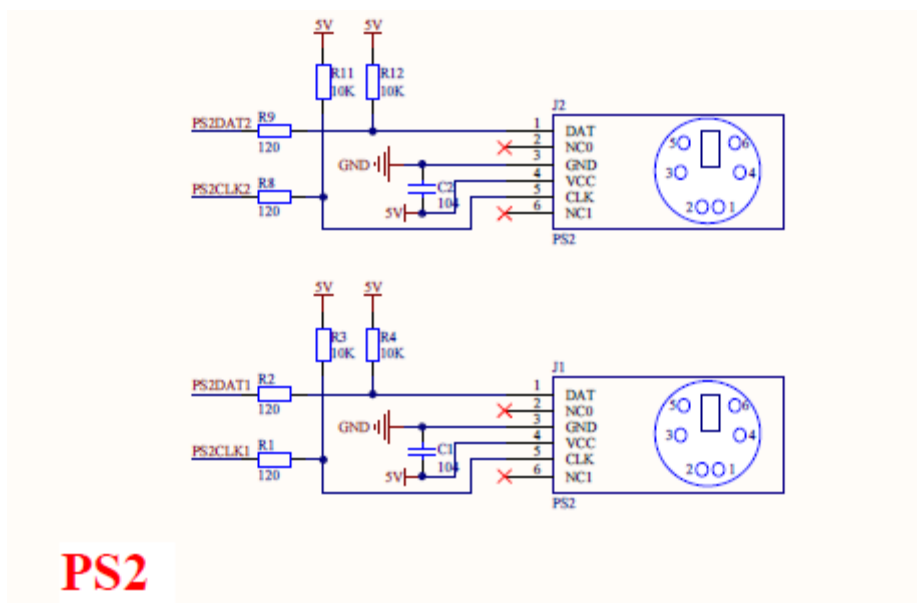 5V 5V
R11 R12
10K 10K
J2
PS2DAT2 R9 1 DAT
120 2 NC0
GND 3 GND
4 VCC
PS2CLK2 R8 C2 5 CLK
120 5V 104 6 NC1
5 6
3 4
2 1
PS2
5V 5V
R3 R4
10K 10K
J1
PS2DAT1 R2 1 DAT
120 2 NC0
GND 3 GND
4 VCC
PS2CLK1 R1 C1 5 CLK
120 5V 104 6 NC1
5 6
3 4
2 1
PS2
PS2